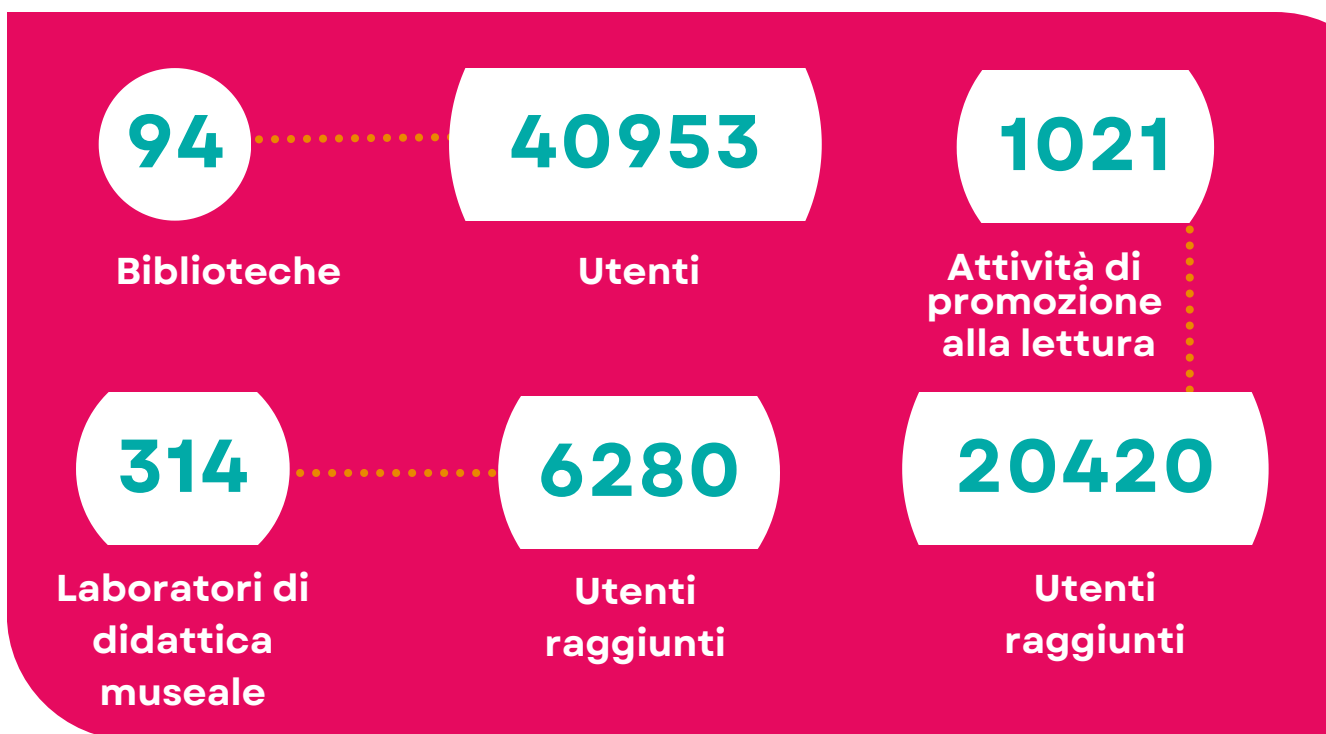 94
Biblioteche
40953
Utenti
1021
Attività di
promozione
alla lettura
314
Laboratori di
didattica
museale
6280
Utenti
raggiunti
20420
Utenti
raggiunti